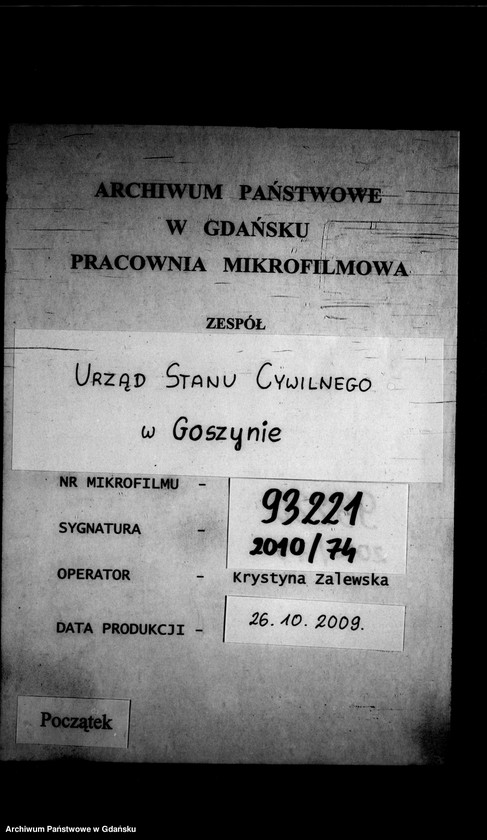 ARCHIWUM PAŃSTWOWE
W GDAŃSKU
PRACOWNIA MIKROFILMOWA
ZESPÓŁ
URZĄD STANU CYWILNEGO
w Goszynie
NR MIKROFILMU - 93221
SYGNATURA - 2010/74
OPERATOR - Krystyna Zalewska
DATA PRODUKCJI - 26.10.2009.
Początek
Archiwum Państwowe w Gdańsku